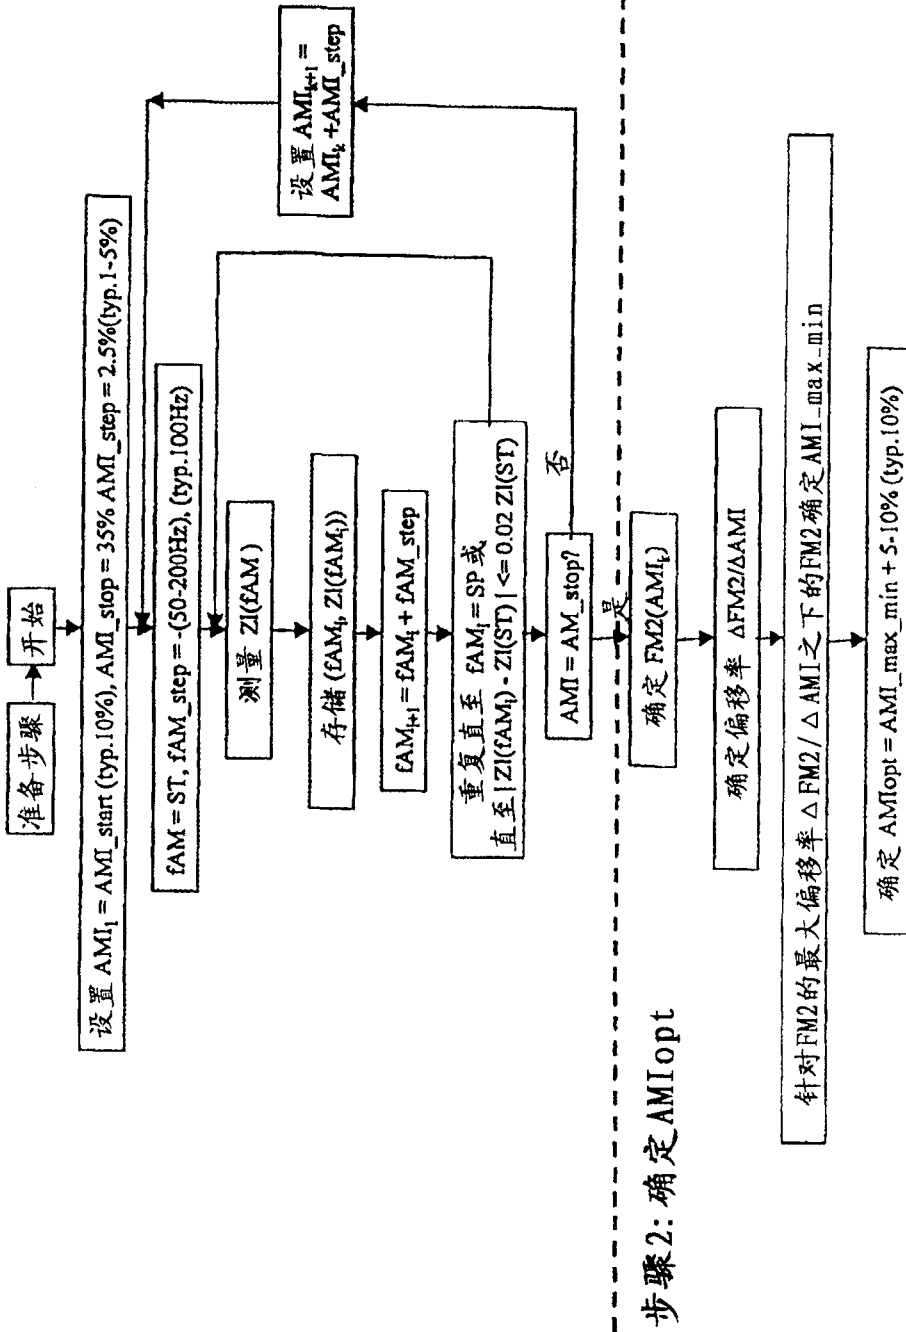 准备步骤
开始
设置 AMI₁ = AMI_start (typ.10%), AMI_stop = 35% AMI_step = 2.5%(typ.1-5%)
fAM = ST, fAM_step = -(50-200Hz), (typ.100Hz)
测量 ZI(fAM)
存储 (fAMᵢ, ZI(fAMᵢ))
fAMᵢ₊₁ = fAMᵢ + fAM_step
重复直至 fAMᵢ = SP 或
直至 | ZI(fAMᵢ) - ZI(ST) | <= 0.02 ZI(ST)
AMI = AM_stop?
否
设置 AMIₖ₊₁ =
AMIₖ +AMI_step
是
步骤2: 确定AMIopt
确定 FM2(AMIₖ)
确定偏移率 △FM2/△AMI
针对FM2的最大偏移率△FM2/△AMI之下的FM2确定AMI_max_min
确定 AMIopt = AMI_max_min + 5-10% (typ.10%)